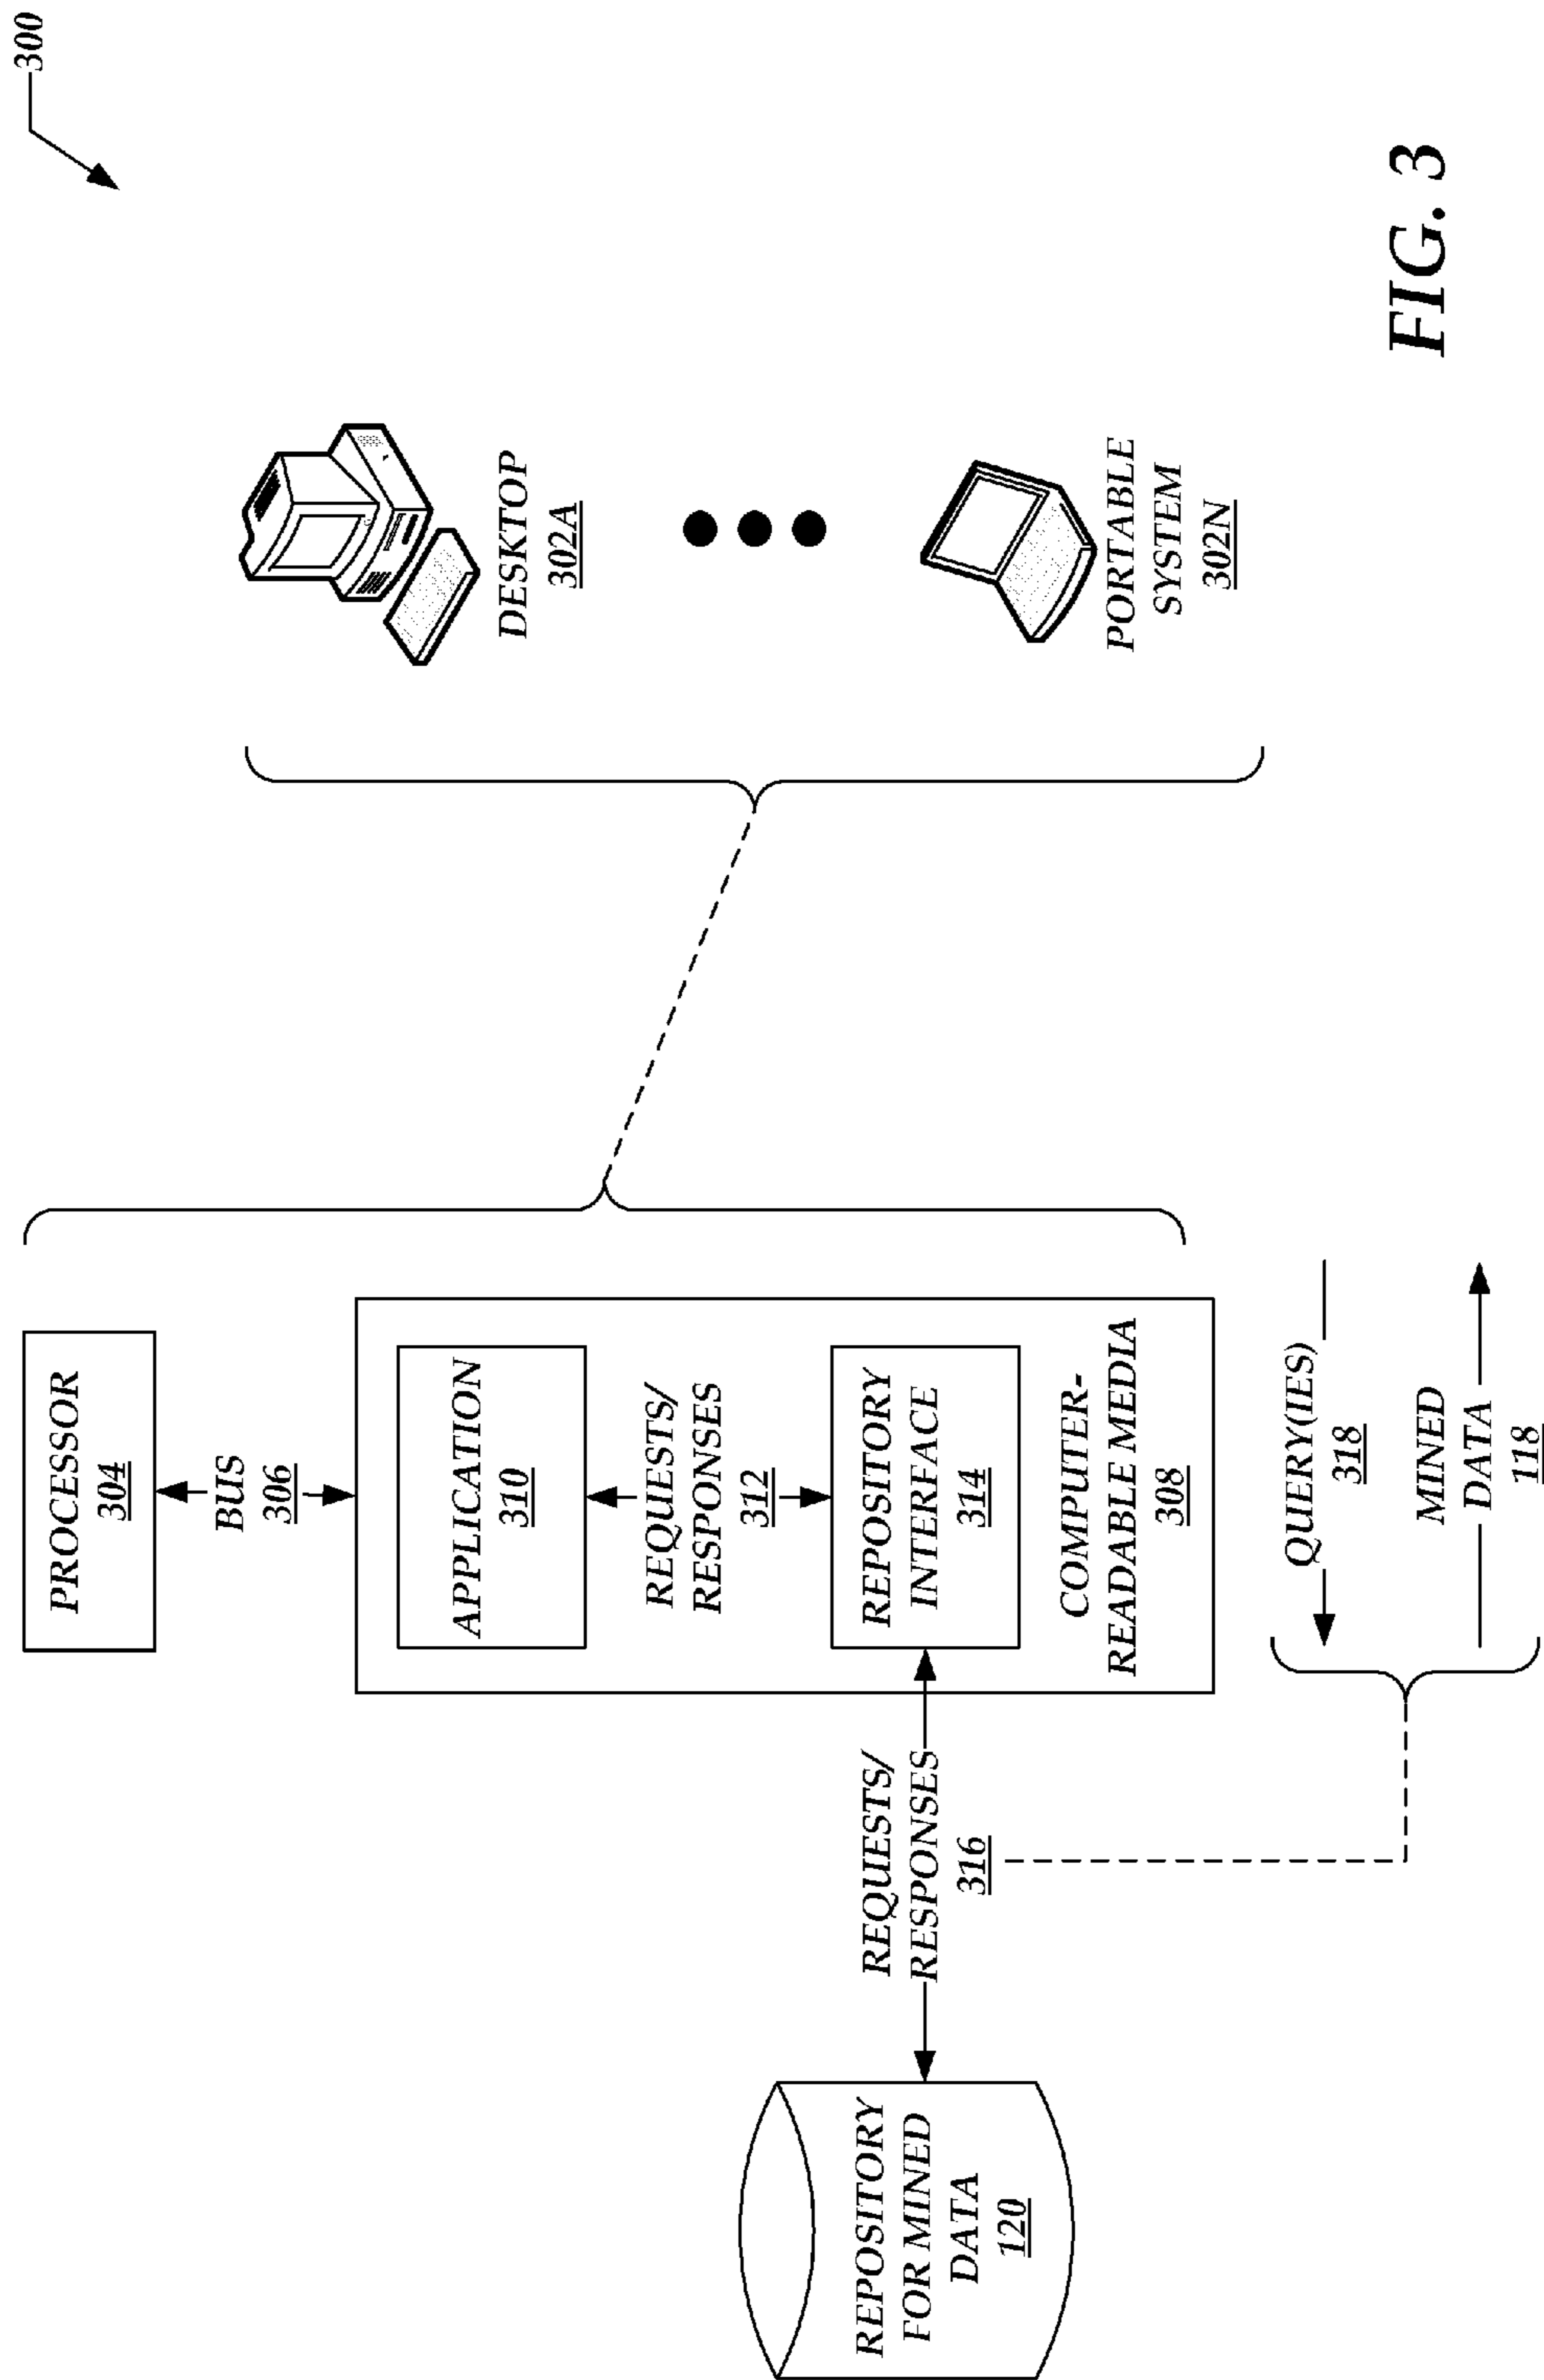 300
PROCESSOR
304
BUS
306
APPLICATION
310
REQUESTS/
RESPONSES
312
REPOSITORY
INTERFACE
314
COMPUTER-
READABLE MEDIA
308
DESKTOP
302A
PORTABLE
SYSTEM
302N
REPOSITORY
FOR MINED
DATA
120
REQUESTS/
RESPONSES
316
QUERY(IES)
318
MINED
DATA
118
FIG. 3